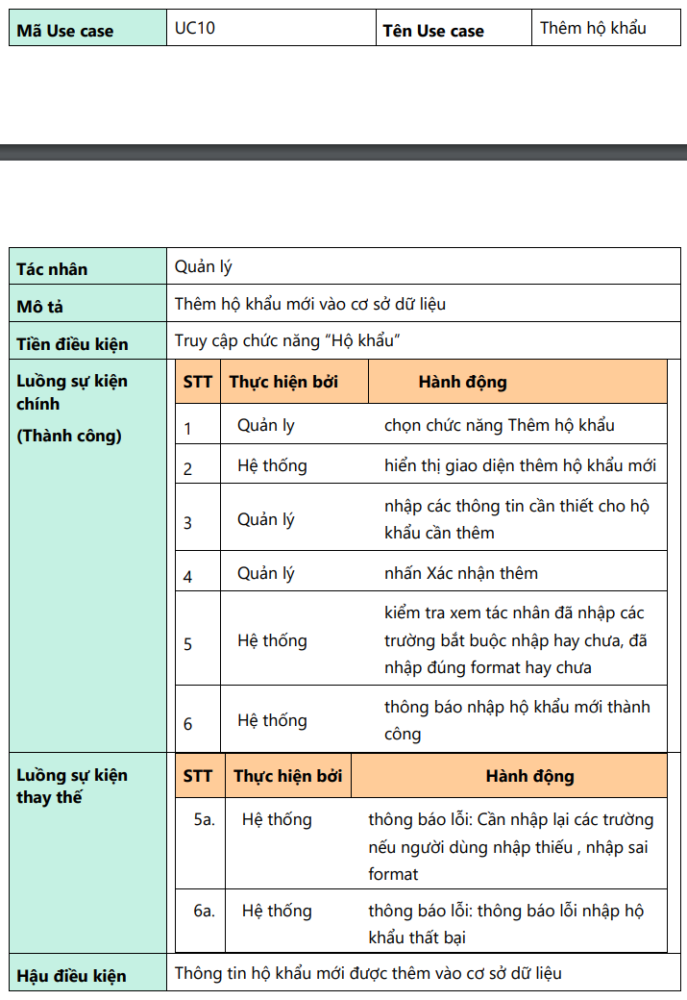 Mã Use case UC10 Tên Use case Thêm hộ khẩu
Tác nhân Quản lý
Mô tả Thêm hộ khẩu mới vào cơ sở dữ liệu
Tiền điều kiện Truy cập chức năng “Hộ khẩu”
Luồng sự kiện
chính
(Thành công)
STT Thực hiện bởi Hành động
1 Quản ly chọn chức năng Thêm hộ khẩu
2 Hệ thống hiển thị giao diện thêm hộ khẩu mới
3 Quản lý nhập các thông tin cần thiết cho hộ
khẩu cần thêm
4 Quản lý nhấn Xác nhận thêm
5 Hệ thống kiểm tra xem tác nhân đã nhập các
trường bắt buộc nhập hay chưa, đã
nhập đúng format hay chưa
6 Hệ thống thông báo nhập hộ khẩu mới thành
công
Luồng sự kiện
thay thế
STT Thực hiện bởi Hành động
5a. Hệ thống thông báo lỗi: Cần nhập lại các trường
nếu người dùng nhập thiếu , nhập sai
format
6a. Hệ thống thông báo lỗi: thông báo lỗi nhập hộ
khẩu thất bại
Hậu điều kiện Thông tin hộ khẩu mới được thêm vào cơ sở dữ liệu